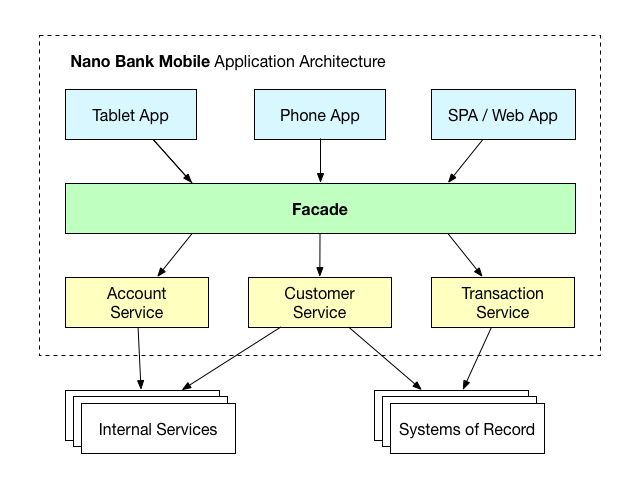 Nano Bank Mobile Application Architecture
Tablet App
Phone App
SPA / Web App
Facade
Account
Service
Customer
Service
Transaction
Service
Internal Services
Systems of Record